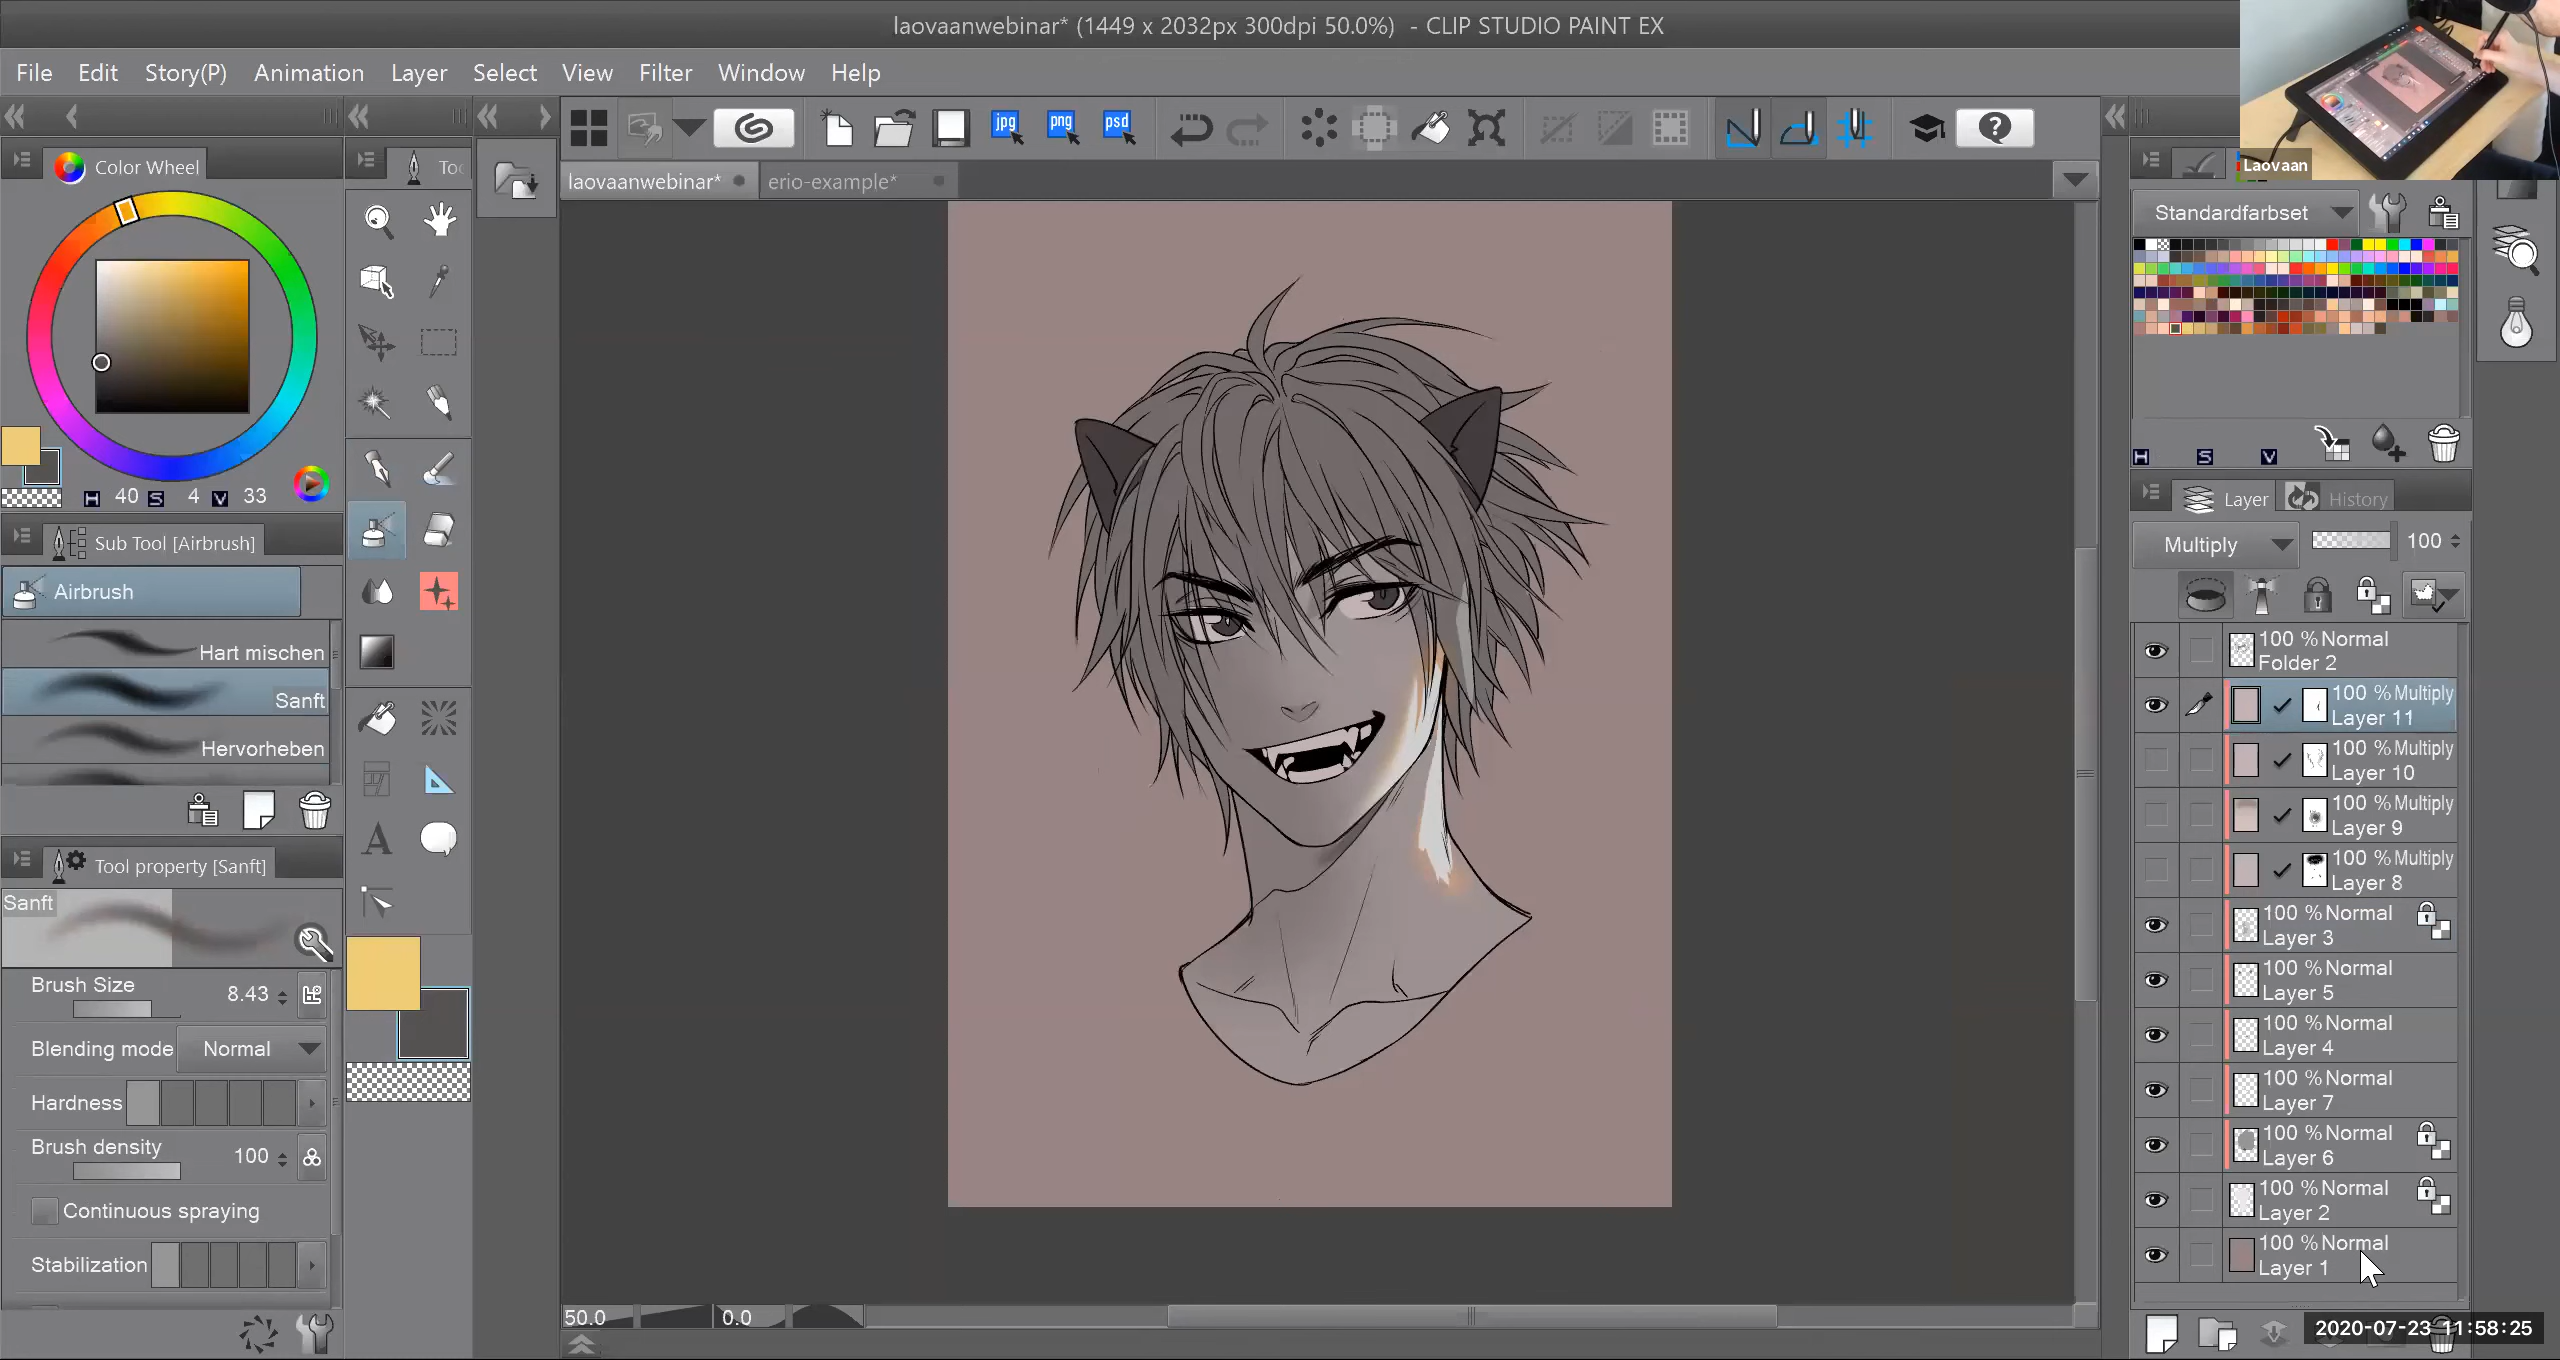 laovaanwebinar* (1449 x 2032px 300dpi 50.0%) - CLIP STUDIO PAINT EX
File Edit Story(P) Animation Layer Select View Filter Window Help
jpg png psd ?
Laovaan
Color Wheel
Toc
laovaanwebinar* erio-example*
H 40 S 4 V 33
Sub Tool [Airbrush]
Airbrush
Hart mischen
Sanft
Hervorheben
Tool property [Sanft]
Sanft
Brush Size 8.43
Blending mode Normal
Hardness
Brush density 100
Continuous spraying
Stabilization
A
50.0 0.0
Standardfarbset
H S V
Layer History
Multiply 100
100 % Normal
Folder 2
100 % Multiply
Layer 11
100 % Multiply
Layer 10
100 % Multiply
Layer 9
100 % Multiply
Layer 8
100 % Normal
Layer 3
100 % Normal
Layer 5
100 % Normal
Layer 4
100 % Normal
Layer 7
100 % Normal
Layer 6
100 % Normal
Layer 2
100 % Normal
Layer 1
2020-07-23 11:58:25